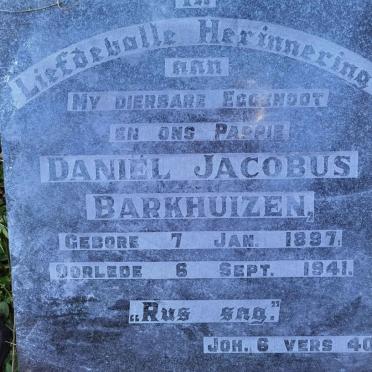 In
Liefdevolle Herinnering
aan
MY DIERBARE EGGENOOT
EN ONS PAPPIE
DANIËL JACOBUS
BARKHUIZEN,
GEBORE 7 JAN. 1897.
OORLEDE 6 SEPT. 1941.
„Rus sag.”
JOH. 6 VERS 40